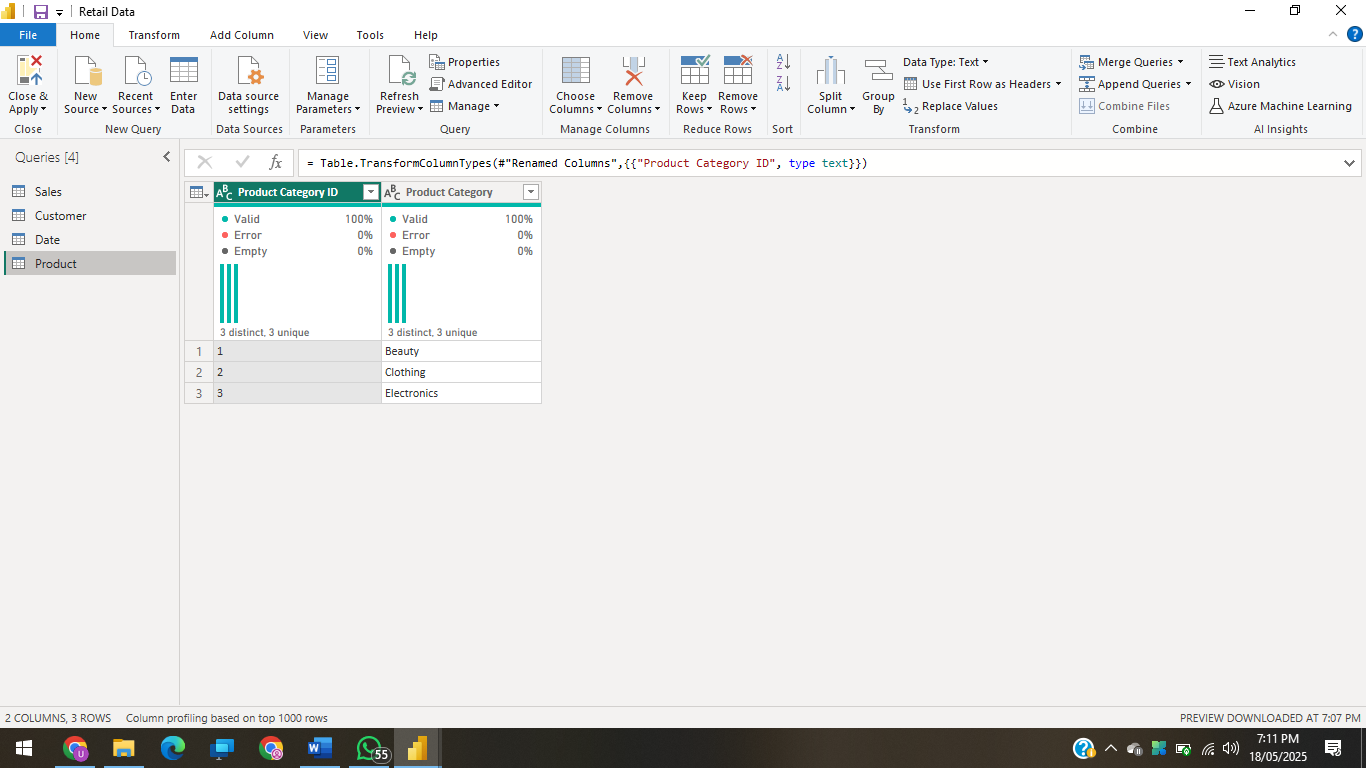 Retail Data
File Home Transform Add Column View Tools Help
Close & Apply
New Source
Recent Sources
Enter Data
Data source settings
Manage Parameters
Refresh Preview
Properties
Advanced Editor
Manage
Choose Columns
Remove Columns
Keep Rows
Remove Rows
A
Z
Z
A
Split Column
Group By
Data Type: Text
Use First Row as Headers
1 2 Replace Values
Merge Queries
Append Queries
Combine Files
Text Analytics
Vision
Azure Machine Learning
Close New Query Data Sources Parameters Query Manage Columns Reduce Rows Sort Transform Combine AI Insights
Queries [4]
Sales
Customer
Date
Product
fx = Table.TransformColumnTypes(#"Renamed Columns",{{"Product Category ID", type text}})
ABC Product Category ID ABC Product Category
Valid 100% Valid 100%
Error 0% Error 0%
Empty 0% Empty 0%
3 distinct, 3 unique 3 distinct, 3 unique
1 1 Beauty
2 2 Clothing
3 3 Electronics
2 COLUMNS, 3 ROWS Column profiling based on top 1000 rows PREVIEW DOWNLOADED AT 7:07 PM
u
55
7:11 PM
18/05/2025